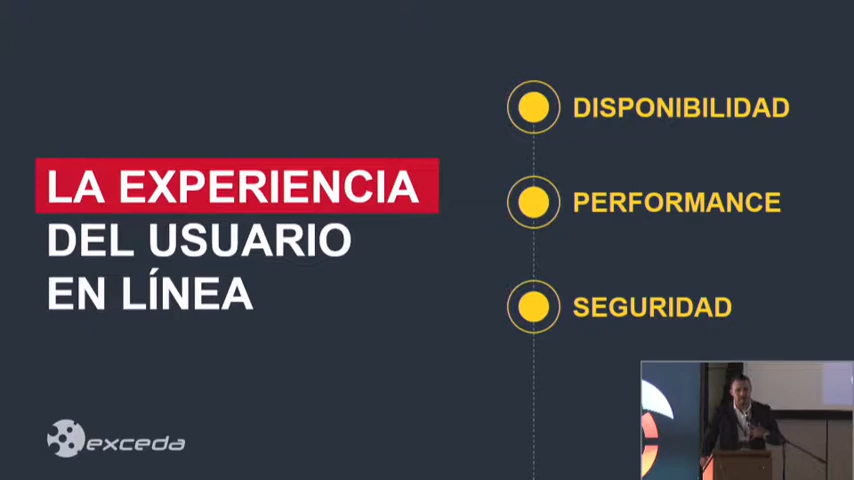 LA EXPERIENCIA
DEL USUARIO
EN LÍNEA
DISPONIBILIDAD
PERFORMANCE
SEGURIDAD
exceda